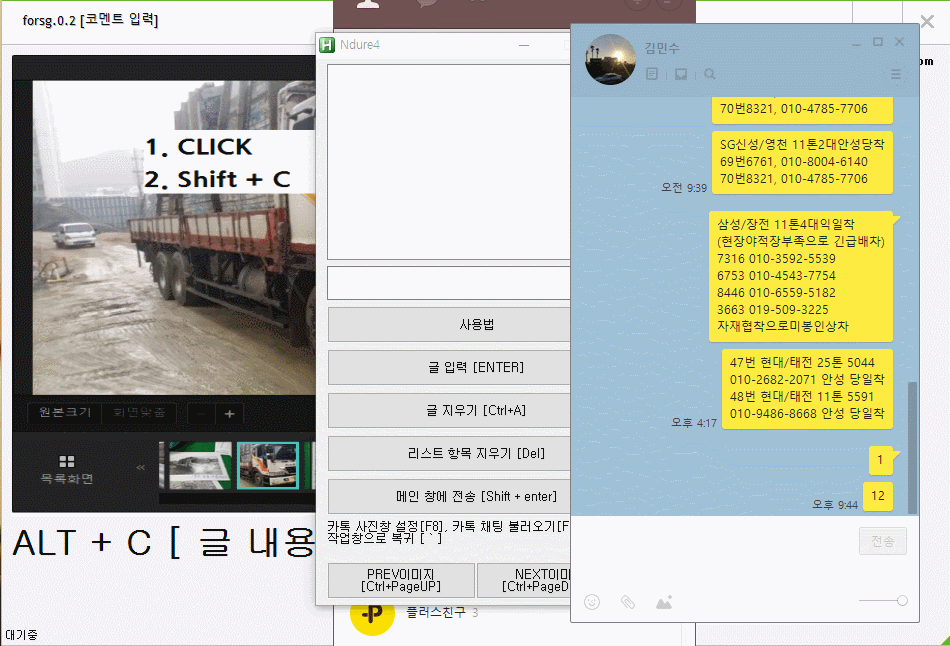 forsg.0.2 [코멘트 입력]
1. CLICK
2. Shift + C
원본크기
화면맞춤
목록화면
ALT + C [ 글 내용
대기중
Ndure4
사용법
글 입력 [ENTER]
글 지우기 [Ctrl+A]
리스트 항목 지우기 [Del]
메인 창에 전송 [Shift + enter]
카톡 사진창 설정[F8], 카톡 채팅 불러오기[F
작업창으로 복귀 [ ` ]
PREV이미지
[Ctrl+PageUP]
NEXT이미
[Ctrl+PageD
플러스친구 3
김민수
70번8321, 010-4785-7706
SG신성/영천 11톤2대안성당착
69번6761, 010-8004-6140
70번8321, 010-4785-7706
오전 9:39
삼성/장전 11톤4대익일착
(현장야적장부족으로 긴급배차)
7316 010-3592-5539
6753 010-4543-7754
8446 010-6559-5182
3663 019-509-3225
자재협착으로미봉인상차
47번 현대/태전 25톤 5044
010-2682-2071 안성 당일착
48번 현대/태전 11톤 5591
010-9486-8668 안성 당일착
오후 4:17
1
12
오후 9:44
전송
om